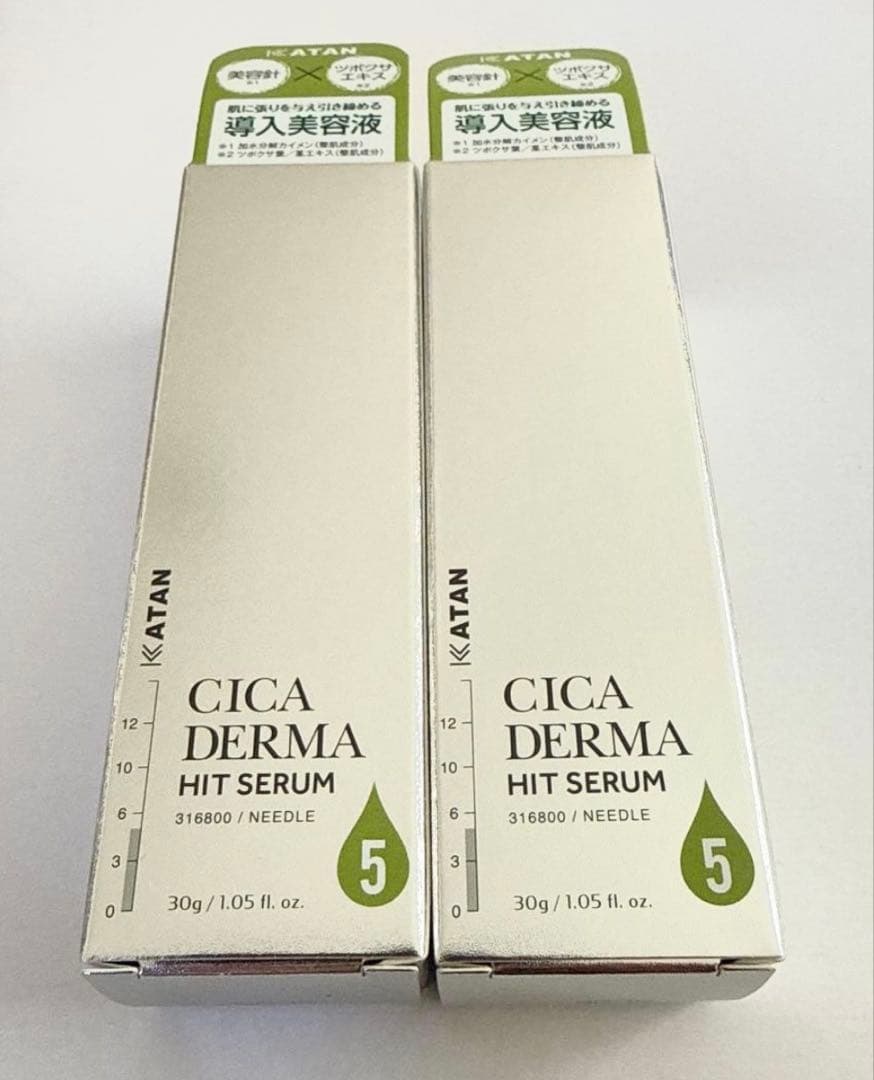 KATAN
美容針
※1
×
ツボクサ
エキス
※2
肌に張りを与え引き締める
導入美容液
※1 加水分解カイメン(整肌成分)
※2 ツボクサ葉/茎エキス(整肌成分)
KATAN
CICA
DERMA
HIT SERUM
316800 / NEEDLE
12
10
6
3
0
5
30g / 1.05 fl. oz.
KATAN
美容針
※1
×
ツボクサ
エキス
※2
肌に張りを与え引き締める
導入美容液
※1 加水分解カイメン(整肌成分)
※2 ツボクサ葉/茎エキス(整肌成分)
KATAN
CICA
DERMA
HIT SERUM
316800 / NEEDLE
12
10
6
3
0
5
30g / 1.05 fl. oz.